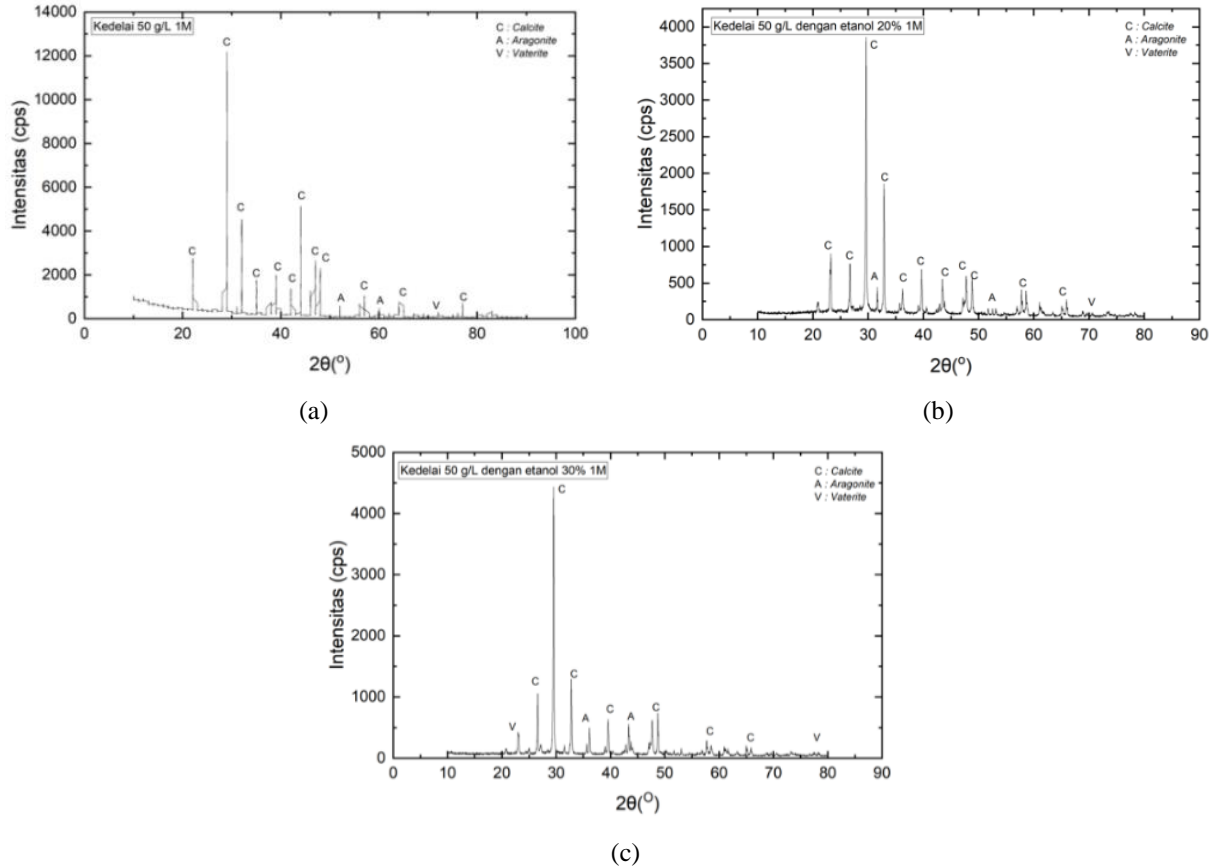 Kedelai 50 g/L 1M
C : Calcite
A : Aragonite
V : Vaterite
14000
12000
10000
8000
6000
4000
2000
0
Intensitas (cps)
C
C
C
C
C
C
C
C
C
A
C
A
C
V
C
0
20
40
60
80
100
2θ(°)
(a)
Kedelai 50 g/L dengan etanol 20% 1M
C : Calcite
A : Aragonite
V : Vaterite
4000
3500
3000
2500
2000
1500
1000
500
0
Intensitas (cps)
C
C
C
A
C
C
C
C
C
C
A
C
C
V
0
10
20
30
40
50
60
70
80
90
2θ(°)
(b)
Kedelai 50 g/L dengan etanol 30% 1M
C : Calcite
A : Aragonite
V : Vaterite
5000
4000
3000
2000
1000
0
Intensitas (cps)
V
C
C
C
A
C
A
C
C
C
V
0
10
20
30
40
50
60
70
80
90
2θ(O)
(c)